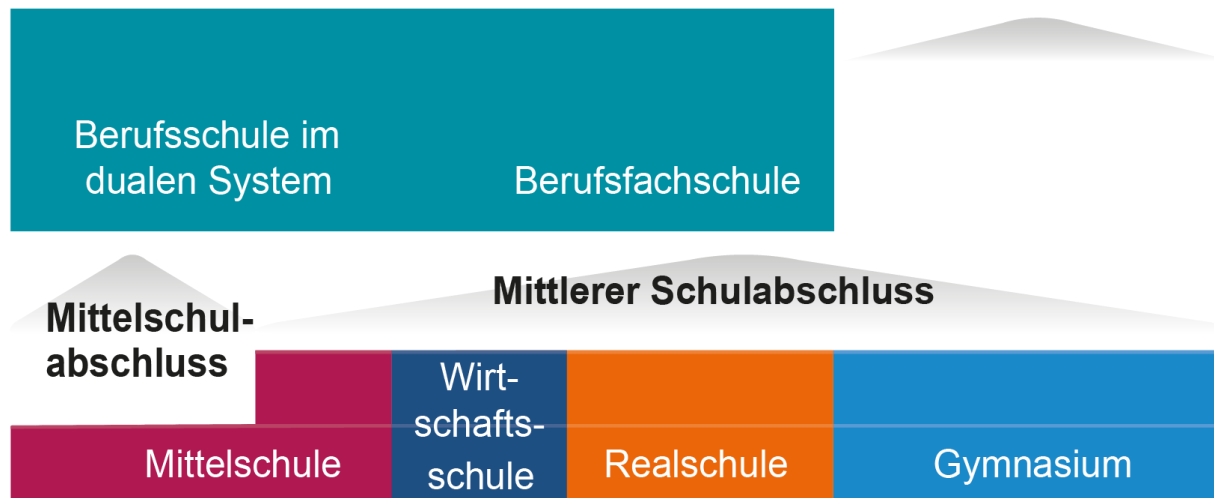 Berufsschule im
dualen System
Berufsfachschule
Mittelschul-
abschluss
Mittlerer Schulabschluss
Mittelschule
Wirt-
schafts-
schule
Realschule
Gymnasium